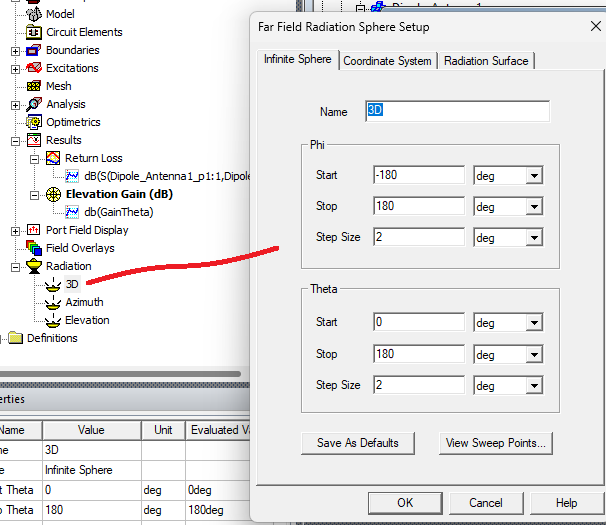 Model
Circuit Elements
Boundaries
Excitations
Mesh
Analysis
Optimetrics
Results
Return Loss
dB(S(Dipole_Antenna1_p1:1,Dipole
Elevation Gain (dB)
db(GainTheta)
Port Field Display
Field Overlays
Radiation
3D
Azimuth
Elevation
Definitions
Far Field Radiation Sphere Setup
Infinite Sphere
Coordinate System
Radiation Surface
Name 3D
Phi
Start -180 deg
Stop 180 deg
Step Size 2 deg
Theta
Start 0 deg
Stop 180 deg
Step Size 2 deg
Save As Defaults
View Sweep Points...
OK
Cancel
Help
erties
Name Value Unit Evaluated Va
me 3D
e Infinite Sphere
t Theta 0 deg 0deg
p Theta 180 deg 180deg